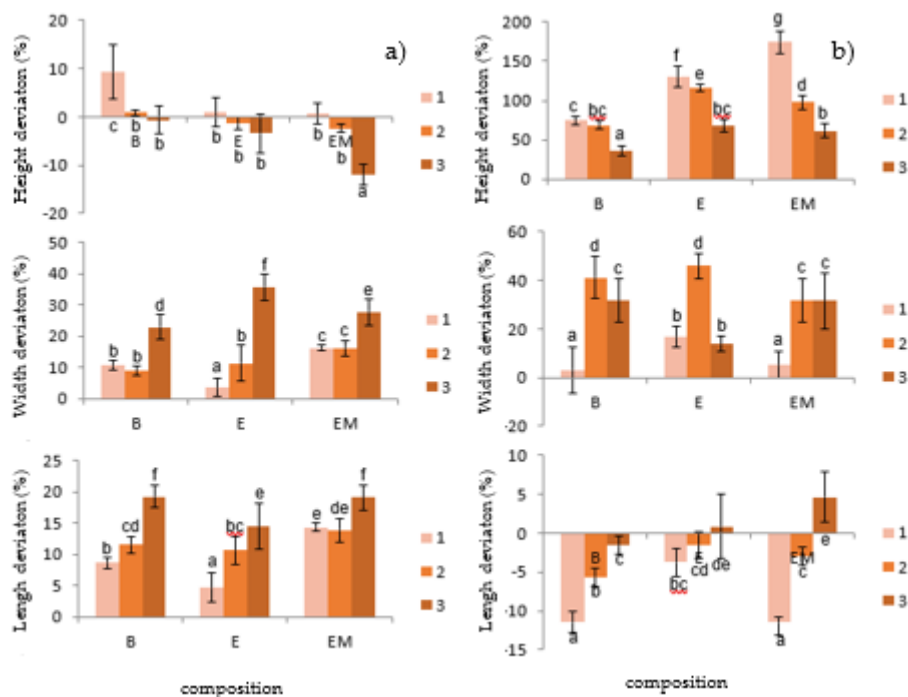 a)
Height deviaton (%)
20
10
0
-10
-20
c b b
b b b
b b a
B E EM
1
2
3
b)
Height deviaton (%)
200
150
100
50
0
c bc a
f e bc
g d b
B E EM
1
2
3
Width deviaton (%)
50
40
30
20
10
0
b b d
a b f
c c e
B E EM
1
2
3
Width deviaton (%)
60
40
20
0
-20
a d c
b d b
a c c
B E EM
1
2
3
Lengh deviaton (%)
25
20
15
10
5
0
b cd f
a bc e
e de f
B E EM
1
2
3
composition
Lengh deviaton (%)
10
5
0
-5
-10
-15
a b c
bc cd de
a c e
B E EM
1
2
3
composition